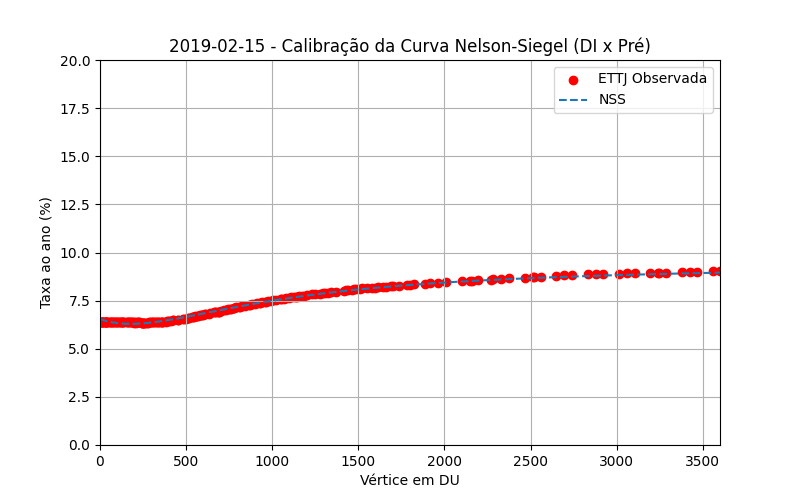 2019-02-15 - Calibração da Curva Nelson-Siegel (DI x Pré)
20.0
17.5
15.0
12.5
10.0
7.5
5.0
2.5
0.0
Taxa ao ano (%)
ETTJ Observada
NSS
0 500 1000 1500 2000 2500 3000 3500
Vértice em DU